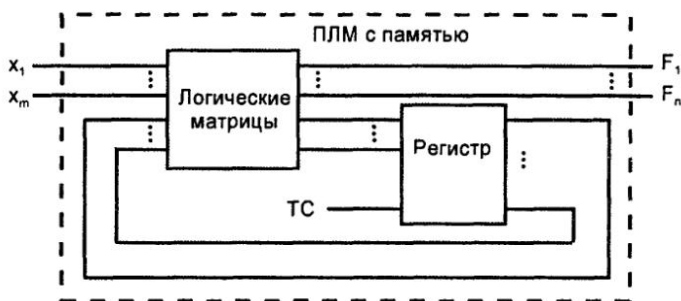 ПЛМ с памятью
x₁
xₘ
Логические
матрицы
F₁
Fₙ
Регистр
ТС